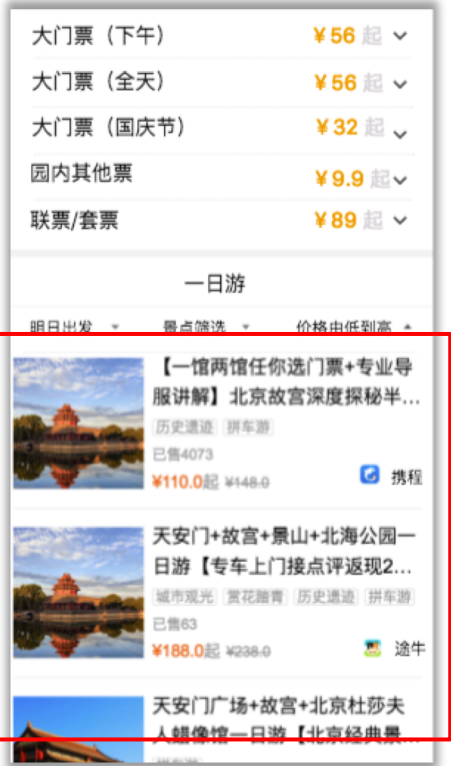 大门票（下午） ¥56 起
大门票（全天） ¥56 起
大门票（国庆节） ¥32 起
园内其他票 ¥9.9 起
联票/套票 ¥89 起
一日游
明日出发 景点筛选 价格由低到高
【一馆两馆任你选门票+专业导
服讲解】北京故宫深度探秘半...
历史遗迹 拼车游
已售4073
¥110.0起 ¥148.0 携程
天安门+故宫+景山+北海公园一
日游【专车上门接点评返现2...
城市观光 赏花踏青 历史遗迹 拼车游
已售63
¥188.0起 ¥238.0 途牛
天安门广场+故宫+北京杜莎夫
人蜡像馆一日游【北京经典景...